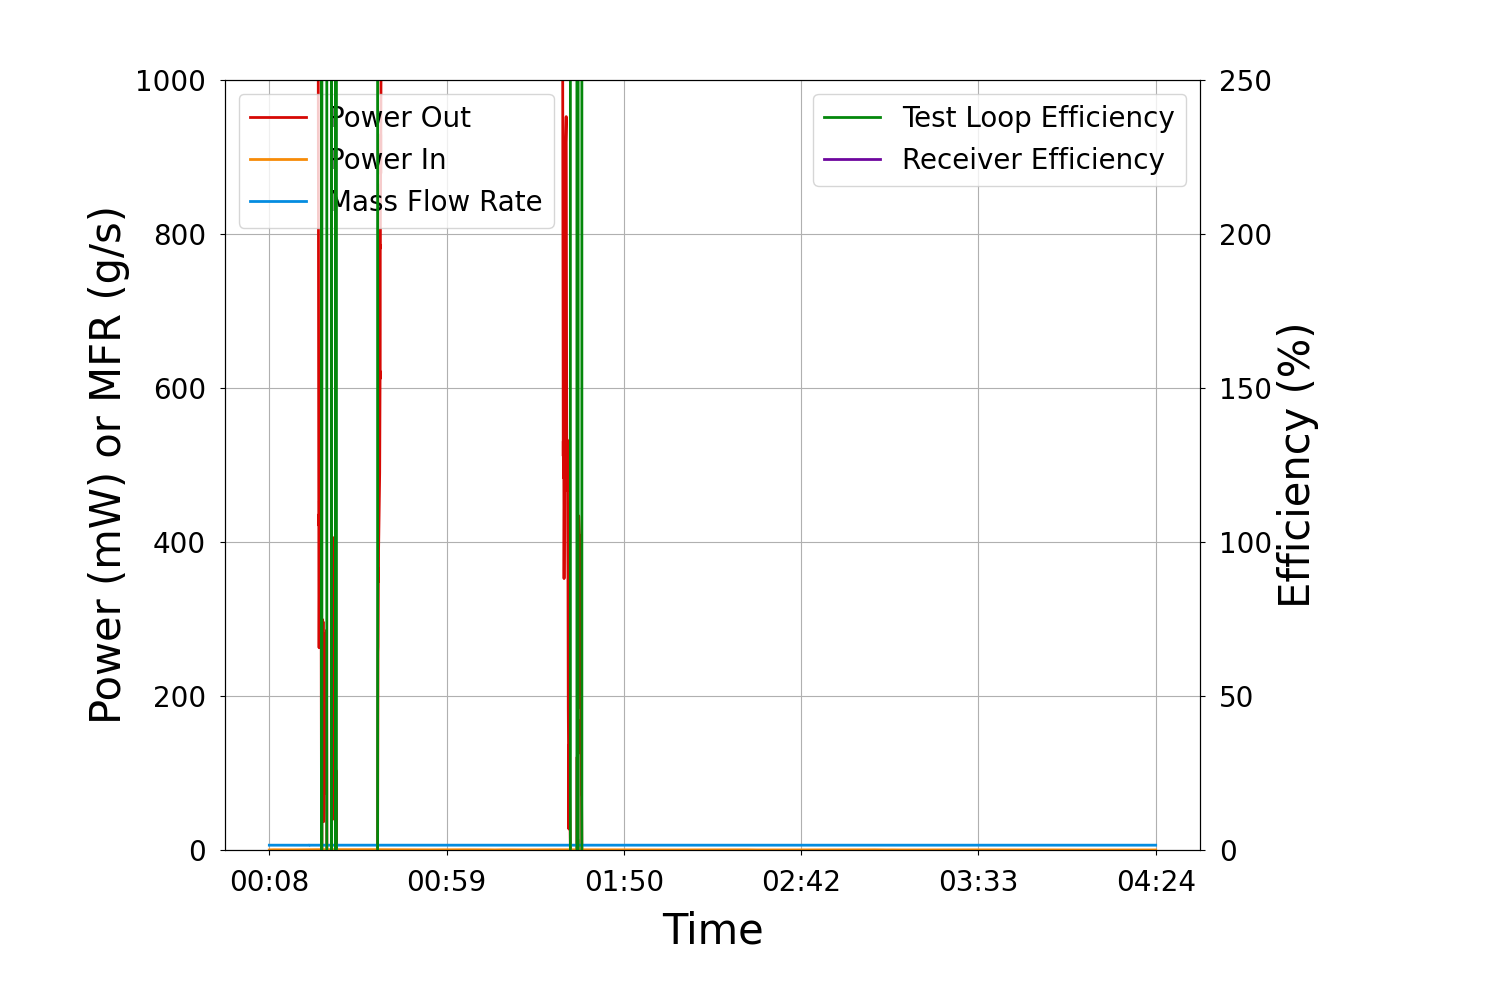 1000
800
600
400
200
0
Power (mW) or MFR (g/s)
Power Out
Power In
Mass Flow Rate
Test Loop Efficiency
Receiver Efficiency
250
200
150
100
50
0
Efficiency (%)
00:08 00:59 01:50 02:42 03:33 04:24
Time